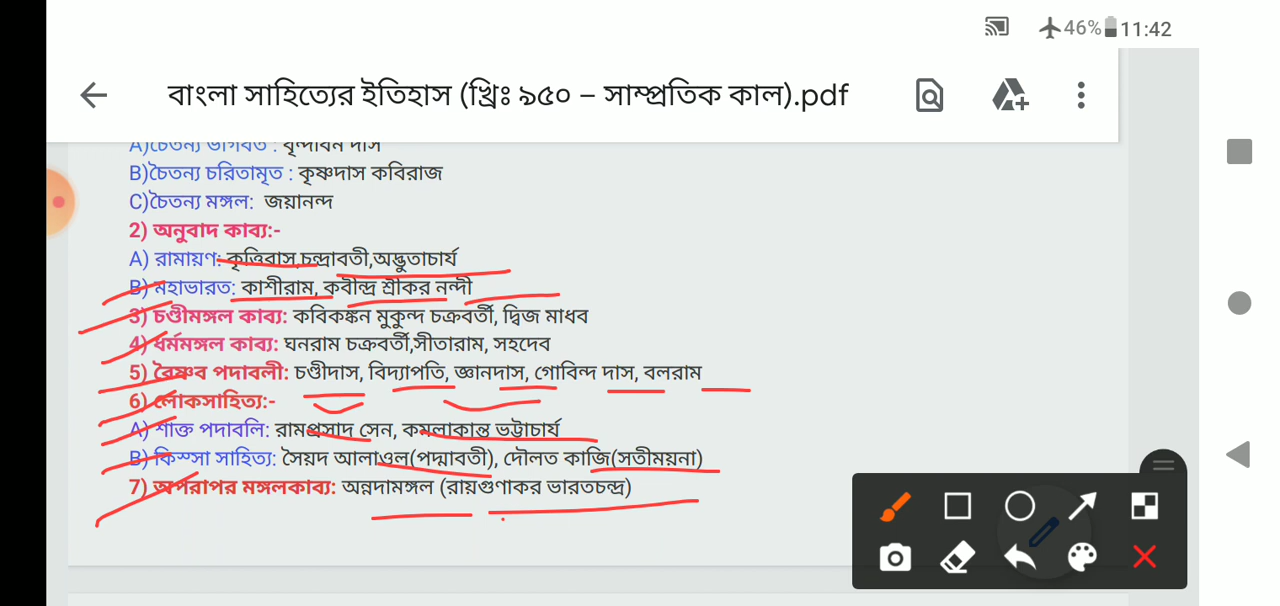 46% 11:42
বাংলা সাহিত্যের ইতিহাস (খ্রিঃ ৯৫০ – সাম্প্রতিক কাল).pdf
A)চৈতন্য ভাগবত : বৃন্দাবন দাস
B)চৈতন্য চরিতামৃত : কৃষ্ণদাস কবিরাজ
C)চৈতন্য মঙ্গল: জয়ানন্দ
2) অনুবাদ কাব্য:-
A) রামায়ণ: কৃত্তিবাস,চন্দ্রাবতী,অদ্ভুতাচার্য
B) মহাভারত: কাশীরাম, কবীন্দ্র শ্রীকর নন্দী
3) চণ্ডীমঙ্গল কাব্য: কবিকঙ্কন মুকুন্দ চক্রবর্তী, দ্বিজ মাধব
4) ধর্মমঙ্গল কাব্য: ঘনরাম চক্রবর্তী,সীতারাম, সহদেব
5) বৈষ্ণব পদাবলী: চণ্ডীদাস, বিদ্যাপতি, জ্ঞানদাস, গোবিন্দ দাস, বলরাম
6) লোকসাহিত্য:-
A) শাক্ত পদাবলি: রামপ্রসাদ সেন, কমলাকান্ত ভট্টাচার্য
B) কিস্সা সাহিত্য: সৈয়দ আলাওল(পদ্মাবতী), দৌলত কাজি(সতীময়না)
7) অপরাপর মঙ্গলকাব্য: অন্নদামঙ্গল (রায়গুণাকর ভারতচন্দ্র)